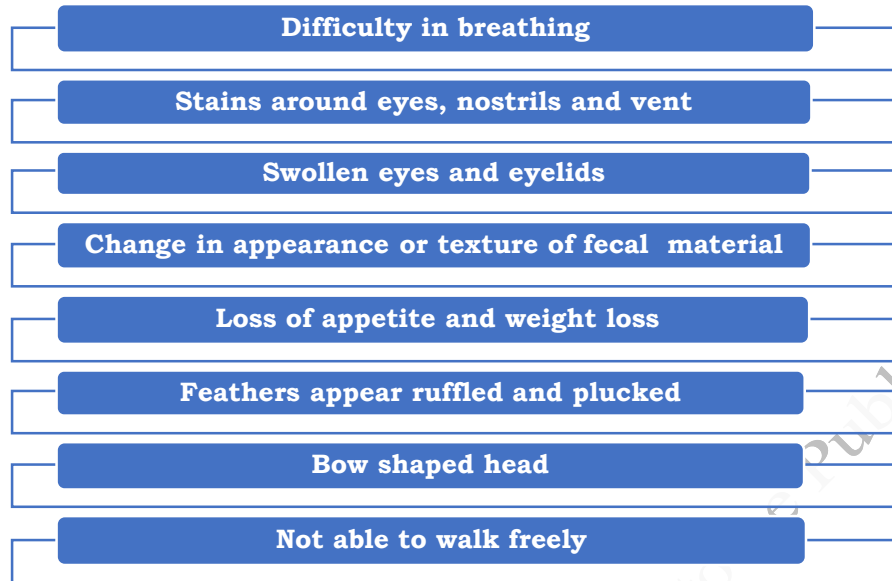 Difficulty in breathing
Stains around eyes, nostrils and vent
Swollen eyes and eyelids
Change in appearance or texture of fecal material
Loss of appetite and weight loss
Feathers appear ruffled and plucked
Bow shaped head
Not able to walk freely